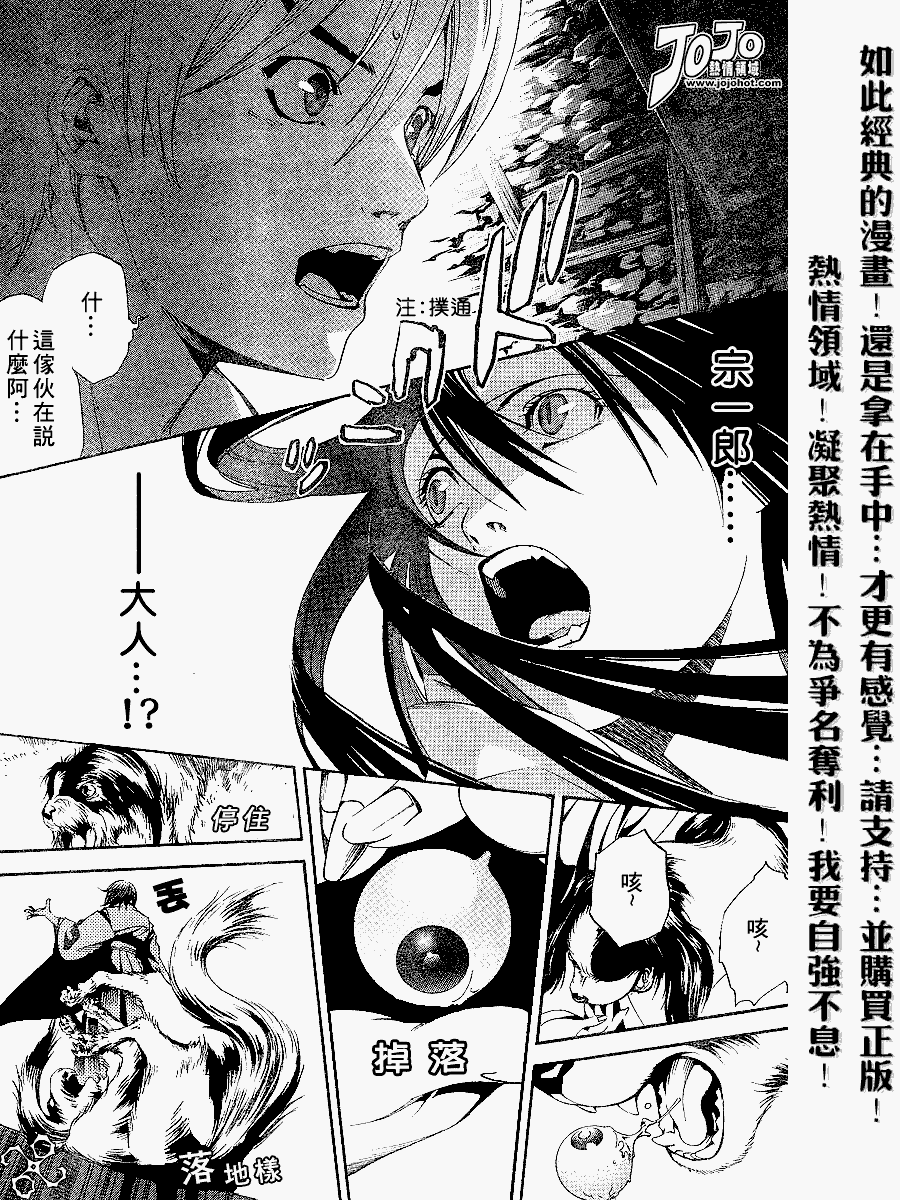 如此經典的漫畫！還是拿在手中…才更有感覺…請支持…並購買正版！
熱情領域！凝聚熱情！不為爭名奪利！我要自強不息！
JOJO
熱情領域
www.jojohot.com
什…
這傢伙在說
什麼阿…
注：撲通
ドクン
宗一郎……
——大人…!?
咳~
咳~
掉落
停住
丟
落地樣